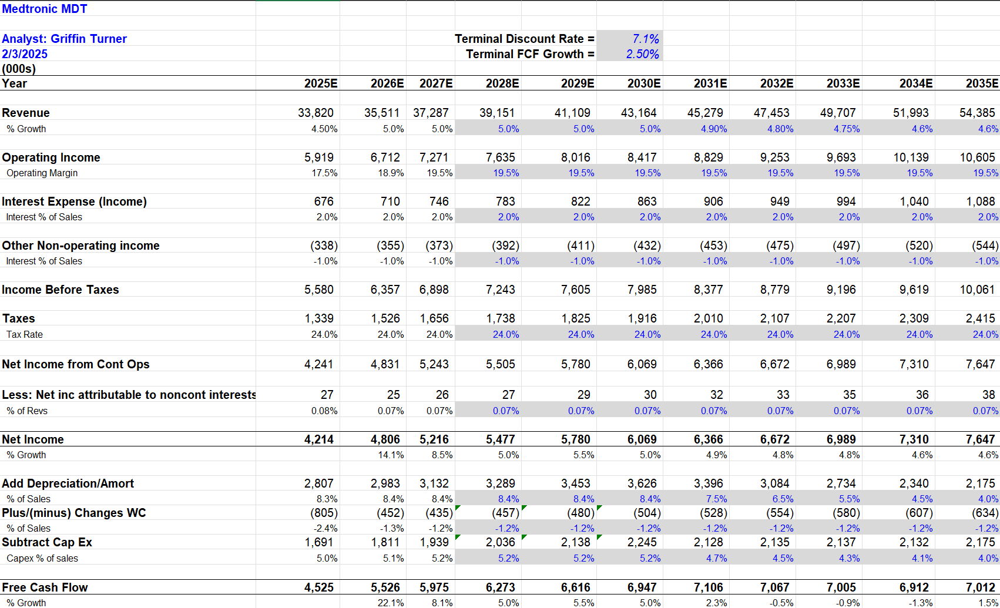 Medtronic MDT
Analyst: Griffin Turner Terminal Discount Rate = 7.1%
2/3/2025 Terminal FCF Growth = 2.50%
(000s)
Year 2025E 2026E 2027E 2028E 2029E 2030E 2031E 2032E 2033E 2034E 2035E
Revenue 33,820 35,511 37,287 39,151 41,109 43,164 45,279 47,453 49,707 51,993 54,385
% Growth 4.50% 5.0% 5.0% 5.0% 5.0% 5.0% 4.90% 4.80% 4.75% 4.6% 4.6%
Operating Income 5,919 6,712 7,271 7,635 8,016 8,417 8,829 9,253 9,693 10,139 10,605
Operating Margin 17.5% 18.9% 19.5% 19.5% 19.5% 19.5% 19.5% 19.5% 19.5% 19.5% 19.5%
Interest Expense (Income) 676 710 746 783 822 863 906 949 994 1,040 1,088
Interest % of Sales 2.0% 2.0% 2.0% 2.0% 2.0% 2.0% 2.0% 2.0% 2.0% 2.0% 2.0%
Other Non-operating income (338) (355) (373) (392) (411) (432) (453) (475) (497) (520) (544)
Interest % of Sales -1.0% -1.0% -1.0% -1.0% -1.0% -1.0% -1.0% -1.0% -1.0% -1.0% -1.0%
Income Before Taxes 5,580 6,357 6,898 7,243 7,605 7,985 8,377 8,779 9,196 9,619 10,061
Taxes 1,339 1,526 1,656 1,738 1,825 1,916 2,010 2,107 2,207 2,309 2,415
Tax Rate 24.0% 24.0% 24.0% 24.0% 24.0% 24.0% 24.0% 24.0% 24.0% 24.0% 24.0%
Net Income from Cont Ops 4,241 4,831 5,243 5,505 5,780 6,069 6,366 6,672 6,989 7,310 7,647
Less: Net inc attributable to noncont interests 27 25 26 27 29 30 32 33 35 36 38
% of Revs 0.08% 0.07% 0.07% 0.07% 0.07% 0.07% 0.07% 0.07% 0.07% 0.07% 0.07%
Net Income 4,214 4,806 5,216 5,477 5,780 6,069 6,366 6,672 6,989 7,310 7,647
% Growth 14.1% 8.5% 5.0% 5.5% 5.0% 4.9% 4.8% 4.8% 4.6% 4.6%
Add Depreciation/Amort 2,807 2,983 3,132 3,289 3,453 3,626 3,396 3,084 2,734 2,340 2,175
% of Sales 8.3% 8.4% 8.4% 8.4% 8.4% 8.4% 7.5% 6.5% 5.5% 4.5% 4.0%
Plus/(minus) Changes WC (805) (452) (435) (457) (480) (504) (528) (554) (580) (607) (634)
% of Sales -2.4% -1.3% -1.2% -1.2% -1.2% -1.2% -1.2% -1.2% -1.2% -1.2% -1.2%
Subtract Cap Ex 1,691 1,811 1,939 2,036 2,138 2,245 2,128 2,135 2,137 2,132 2,175
Capex % of sales 5.0% 5.1% 5.2% 5.2% 5.2% 5.2% 4.7% 4.5% 4.3% 4.1% 4.0%
Free Cash Flow 4,525 5,526 5,975 6,273 6,616 6,947 7,106 7,067 7,005 6,912 7,012
% Growth 22.1% 8.1% 5.0% 5.5% 5.0% 2.3% -0.5% -0.9% -1.3% 1.5%